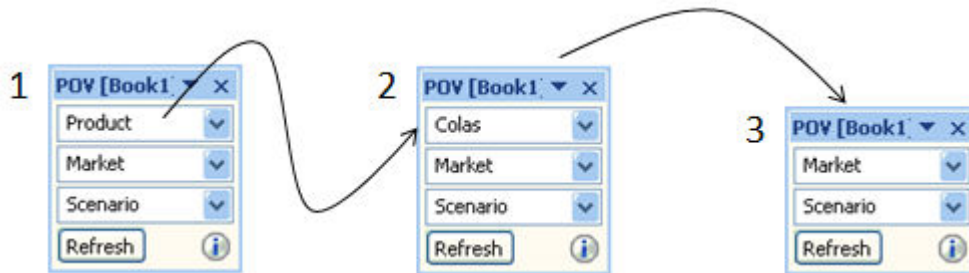 1
POV [Book1]
Product
Market
Scenario
Refresh
2
POV [Book1]
Colas
Market
Scenario
Refresh
3
POV [Book1]
Market
Scenario
Refresh